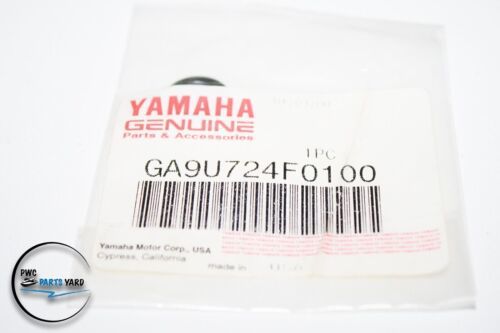 YAMAHA
GENUINE
Parts & Accessories
1PC
GA9U724F0100
Yamaha Motor Corp., USA
Cypress, California
made in
PWC
PARTS YARD